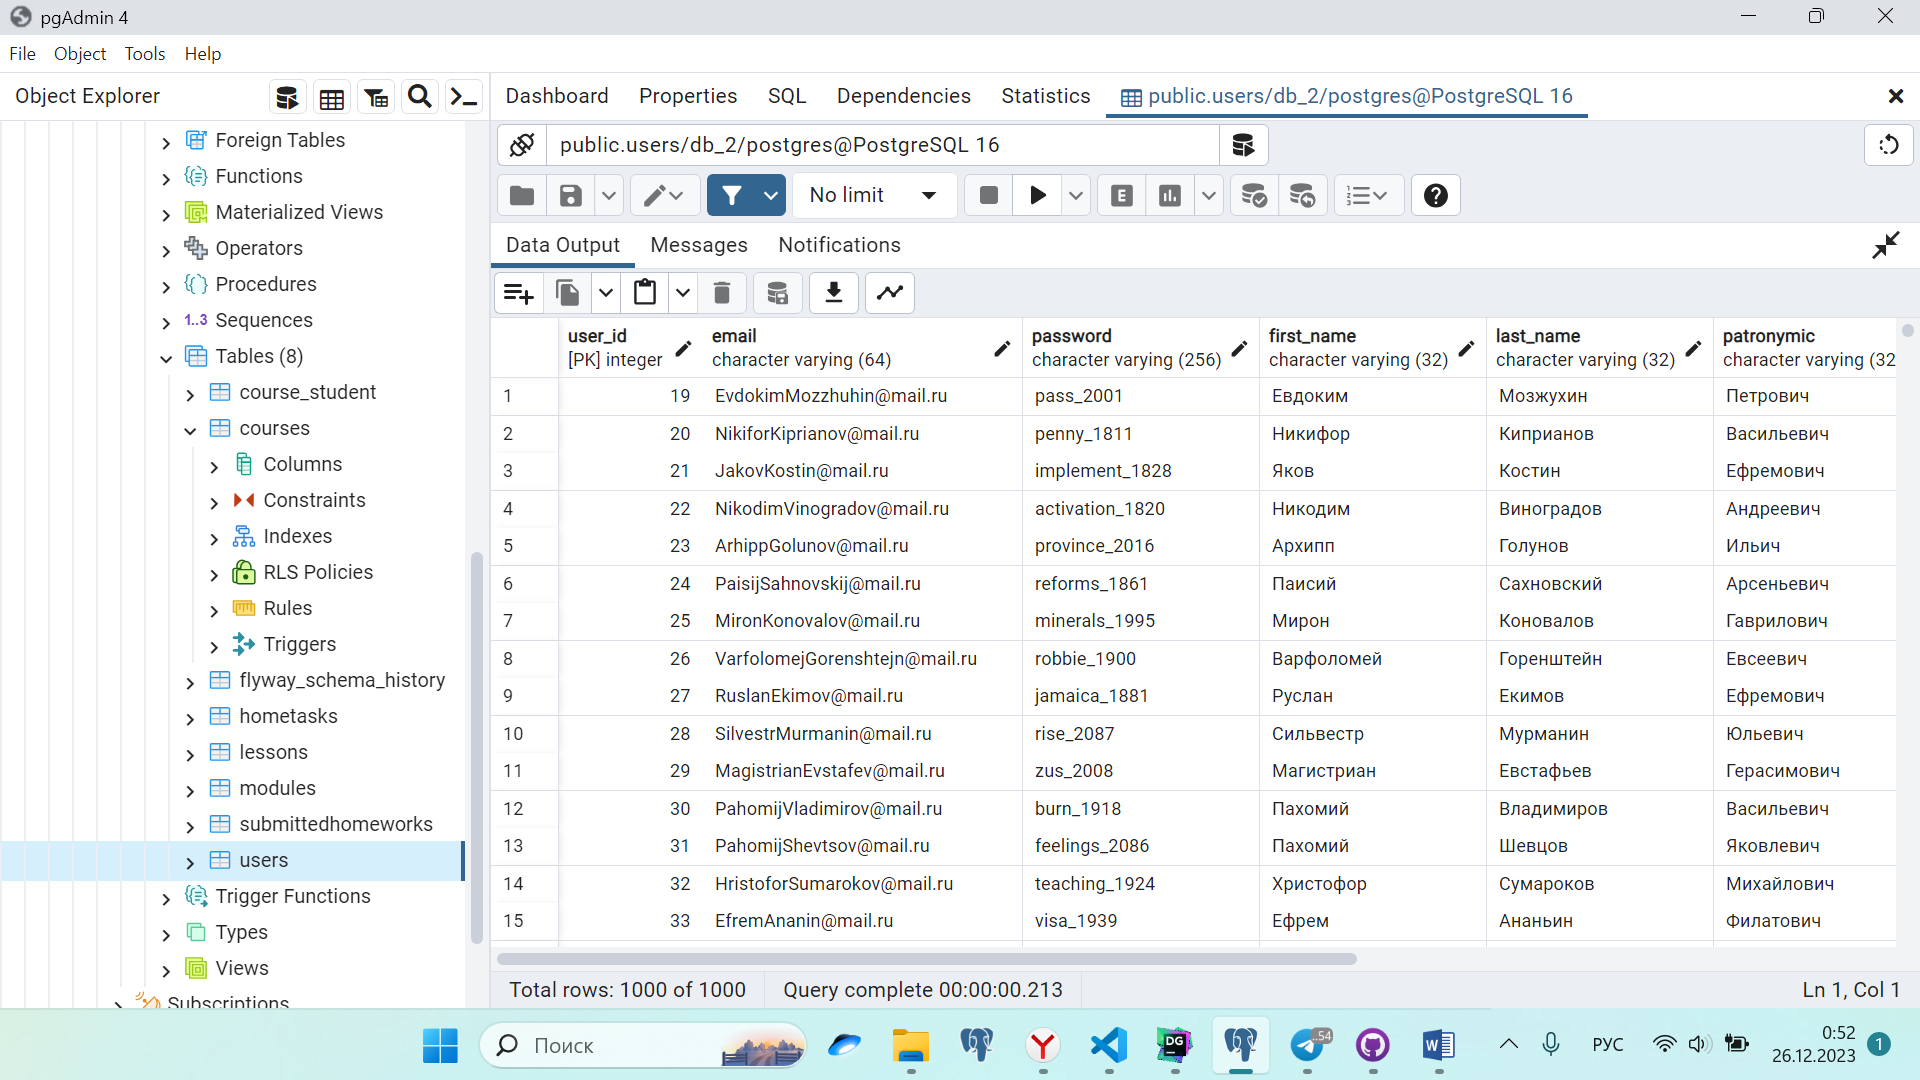 pgAdmin 4
File Object Tools Help
Object Explorer
Dashboard Properties SQL Dependencies Statistics public.users/db_2/postgres@PostgreSQL 16
Foreign Tables
Functions
Materialized Views
Operators
Procedures
1..3 Sequences
Tables (8)
course_student
courses
Columns
Constraints
Indexes
RLS Policies
Rules
Triggers
flyway_schema_history
hometasks
lessons
modules
submittedhomeworks
users
Trigger Functions
Types
Views
Subscriptions
public.users/db_2/postgres@PostgreSQL 16
No limit
E
Data Output Messages Notifications
user_id email password first_name last_name patronymic
[PK] integer character varying (64) character varying (256) character varying (32) character varying (32) character varying (32
1 19 EvdokimMozzhuhin@mail.ru pass_2001 Евдоким Мозжухин Петрович
2 20 NikiforKiprianov@mail.ru penny_1811 Никифор Киприанов Васильевич
3 21 JakovKostin@mail.ru implement_1828 Яков Костин Ефремович
4 22 NikodimVinogradov@mail.ru activation_1820 Никодим Виноградов Андреевич
5 23 ArhippGolunov@mail.ru province_2016 Архипп Голунов Ильич
6 24 PaisijSahnovskij@mail.ru reforms_1861 Паисий Сахновский Арсеньевич
7 25 MironKonovalov@mail.ru minerals_1995 Мирон Коновалов Гаврилович
8 26 VarfolomejGorenshtejn@mail.ru robbie_1900 Варфоломей Горенштейн Евсеевич
9 27 RuslanEkimov@mail.ru jamaica_1881 Руслан Екимов Ефремович
10 28 SilvestrMurmanin@mail.ru rise_2087 Сильвестр Мурманин Юльевич
11 29 MagistrianEvstafev@mail.ru zus_2008 Магистриан Евстафьев Герасимович
12 30 PahomijVladimirov@mail.ru burn_1918 Пахомий Владимиров Васильевич
13 31 PahomijShevtsov@mail.ru feelings_2086 Пахомий Шевцов Яковлевич
14 32 HristoforSumarokov@mail.ru teaching_1924 Христофор Сумароков Михайлович
15 33 EfremAnanin@mail.ru visa_1939 Ефрем Ананьин Филатович
Total rows: 1000 of 1000 Query complete 00:00:00.213 Ln 1, Col 1
Поиск
DG
..54
РУС
0:52
26.12.2023
1